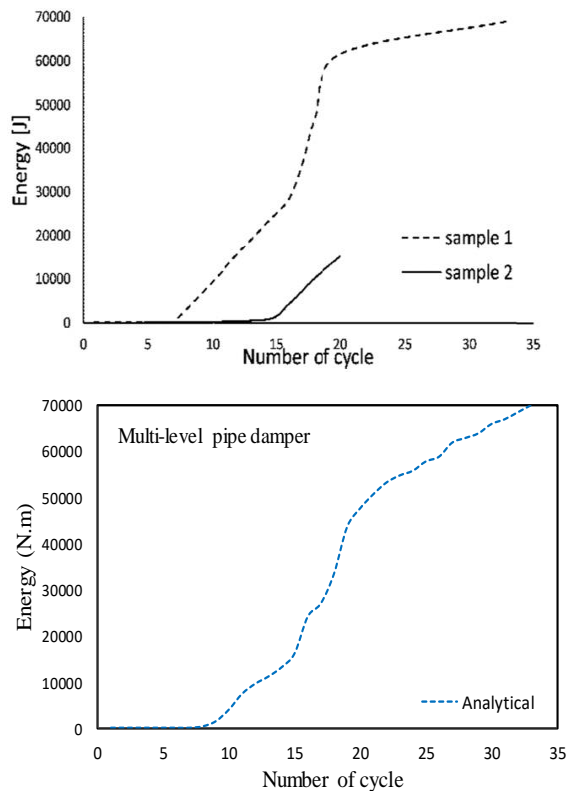 70000
60000
50000
40000
30000
20000
10000
0
Energy [J]
sample 1
sample 2
0 5 10 15 20 25 30 35
Number of cycle
70000
60000
50000
40000
30000
20000
10000
0
Energy (N.m)
Multi-level pipe damper
Analytical
0 5 10 15 20 25 30 35
Number of cycle